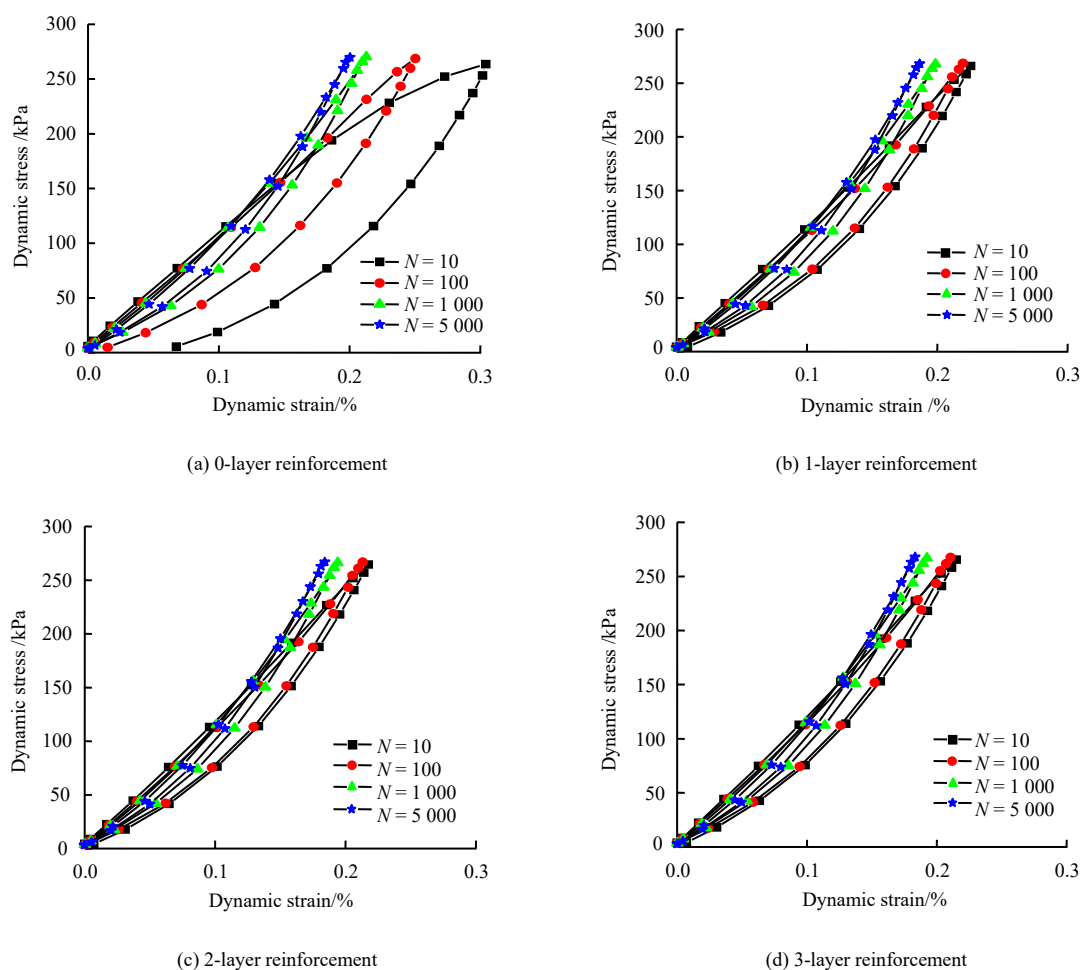 300
250
200
150
100
50
0
Dynamic stress /kPa
N = 10
N = 100
N = 1 000
N = 5 000
0.0 0.1 0.2 0.3
Dynamic strain/%
(a) 0-layer reinforcement
300
250
200
150
100
50
0
Dynamic stress /kPa
N = 10
N = 100
N = 1 000
N = 5 000
0.0 0.1 0.2 0.3
Dynamic strain /%
(b) 1-layer reinforcement
300
250
200
150
100
50
0
Dynamic stress /kPa
N = 10
N = 100
N = 1 000
N = 5 000
0.0 0.1 0.2 0.3
Dynamic strain/%
(c) 2-layer reinforcement
300
250
200
150
100
50
0
Dynamic stress /kPa
N = 10
N = 100
N = 1 000
N = 5 000
0.0 0.1 0.2 0.3
Dynamic strain/%
(d) 3-layer reinforcement